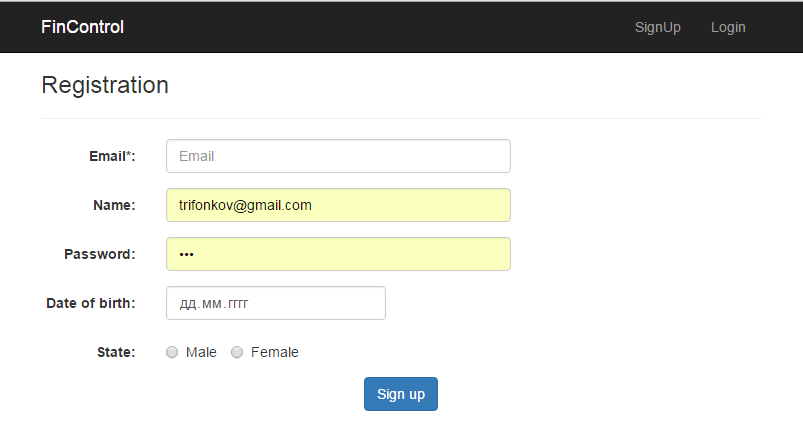 FinControl SignUp Login
Registration
Email*: Email
Name: trifonkov@gmail.com
Password: •••
Date of birth: дд.мм.гггг
State: Male Female
Sign up